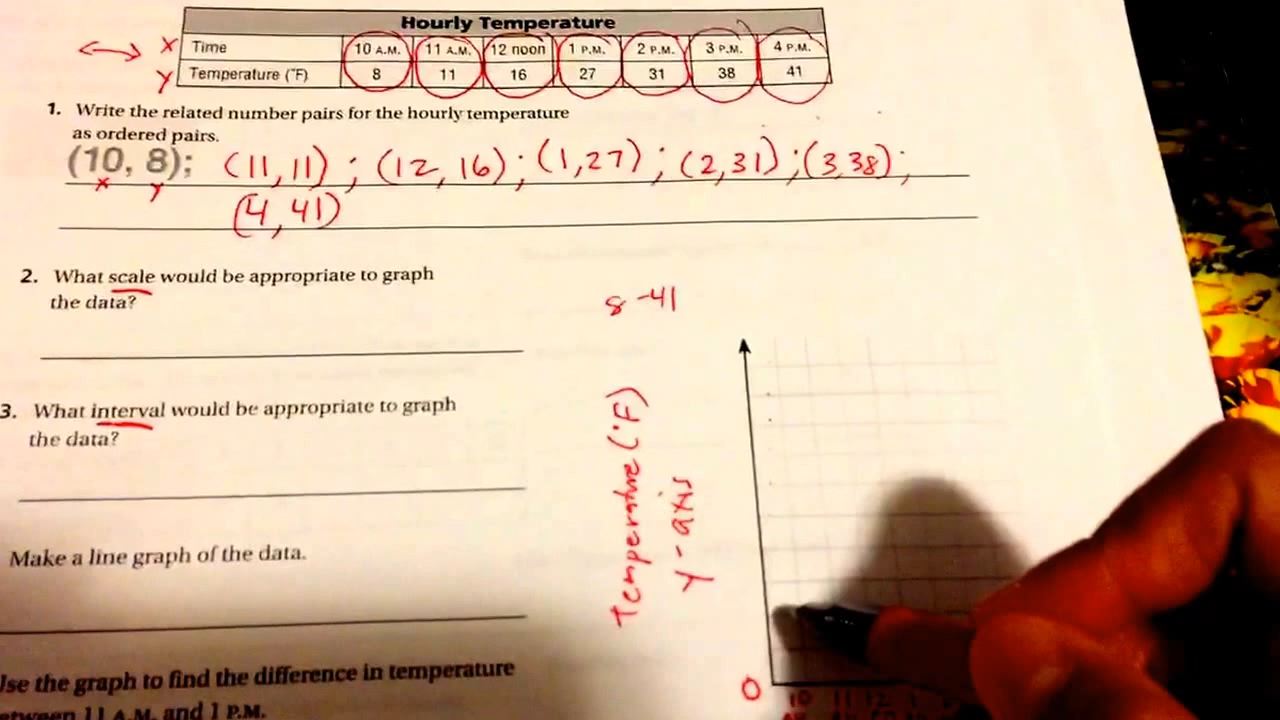 Hourly Temperature
X Time 10 A.M. 11 A.M. 12 noon 1 P.M. 2 P.M. 3 P.M. 4 P.M.
Y Temperature (°F) 8 11 16 27 31 38 41
1. Write the related number pairs for the hourly temperature
as ordered pairs.
(10, 8); (11,11) ; (12, 16) ; (1,27) ; (2,31) ; (3,38) ;
x y
(4, 41)
2. What scale would be appropriate to graph
the data?
8-41
3. What interval would be appropriate to graph
the data?
Temperature (°F)
y-axis
Make a line graph of the data.
0 10 11 12 1
Use the graph to find the difference in temperature
between 11 A.M. and 1 P.M.